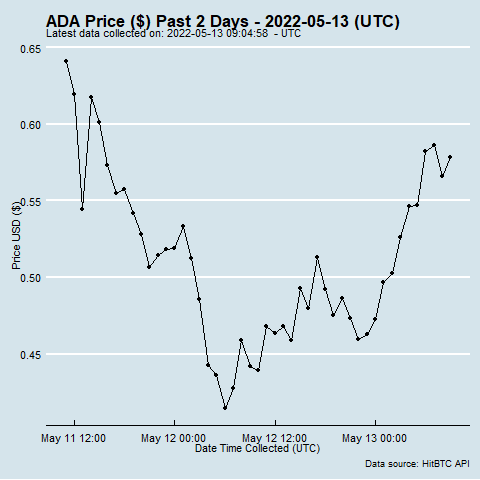 ADA Price ($) Past 2 Days - 2022-05-13 (UTC)
Latest data collected on: 2022-05-13 09:04:58  - UTC
0.65
0.60
0.55
0.50
0.45
Price USD ($)
May 11 12:00
May 12 00:00
May 12 12:00
May 13 00:00
Date Time Collected (UTC)
Data source: HitBTC API